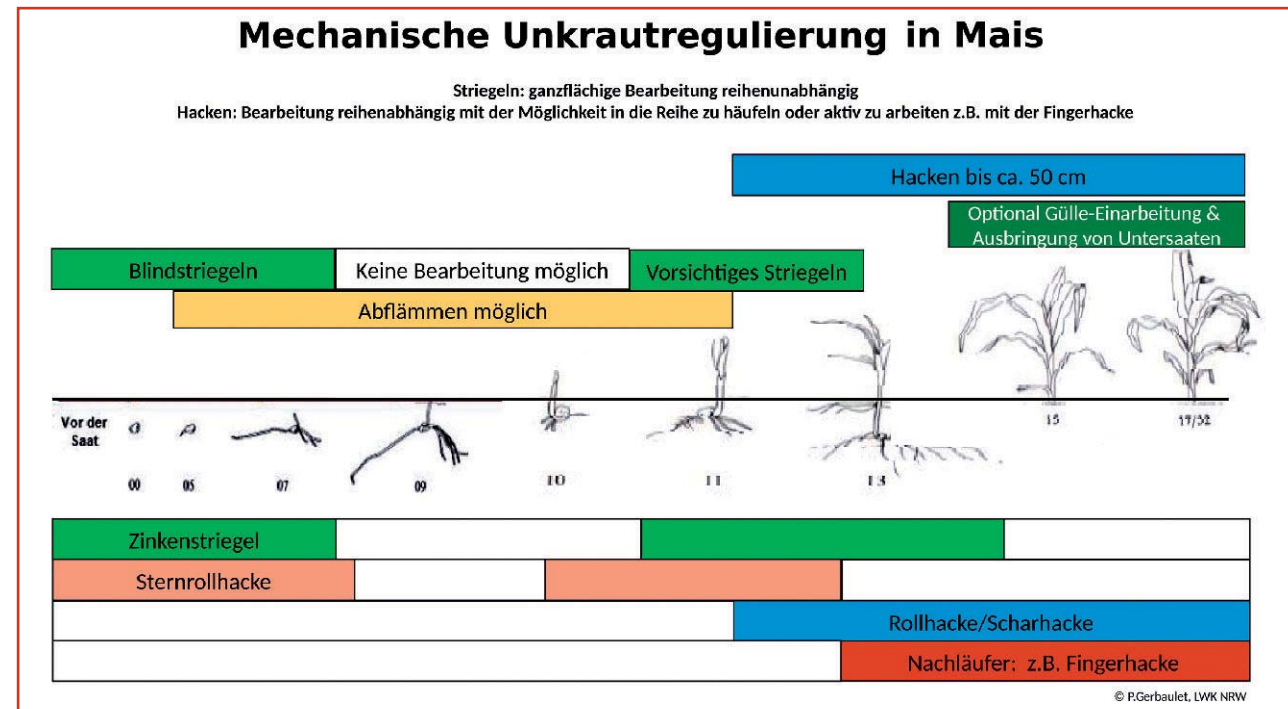 Mechanische Unkrautregulierung in Mais
Striegeln: ganzflächige Bearbeitung reihenunabhängig
Hacken: Bearbeitung reihenabhängig mit der Möglichkeit in die Reihe zu häufeln oder aktiv zu arbeiten z.B. mit der Fingerhacke
Hacken bis ca. 50 cm
Optional Gülle-Einarbeitung &
Ausbringung von Untersaaten
Blindstriegeln
Keine Bearbeitung möglich
Vorsichtiges Striegeln
Abflämmen möglich
Vor der
Saat
00
05
07
09
10
11
13
15
17/32
Zinkenstriegel
Sternrollhacke
Rollhacke/Scharhacke
Nachläufer: z.B. Fingerhacke
© P.Gerbaulet, LWK NRW